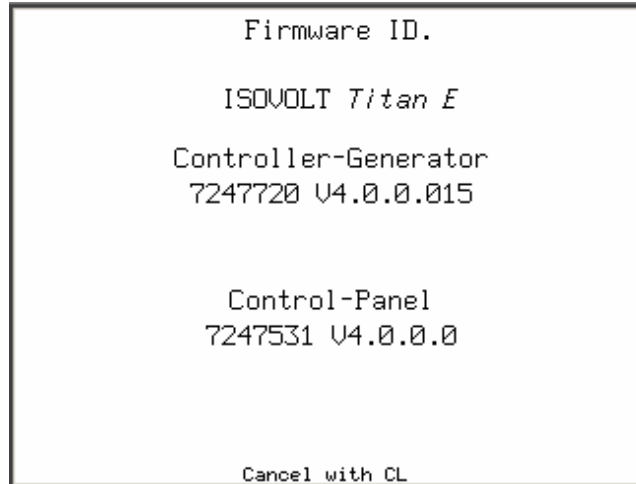 Firmware ID.
ISOVOLT Titan E
Controller-Generator
7247720 V4.0.0.015
Control-Panel
7247531 V4.0.0.0
Cancel with CL